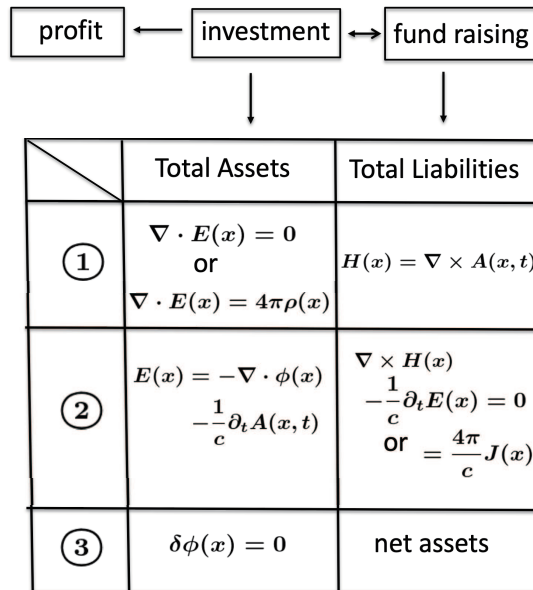 profit
investment
fund raising
Total Assets
Total Liabilities
①
∇ · E(x) = 0
or
∇ · E(x) = 4πρ(x)
H(x) = ∇ × A(x, t)
②
E(x) = −∇ · ϕ(x)
−1/c ∂ₜA(x, t)
∇ × H(x)
−1/c ∂ₜE(x) = 0
or = 4π/c J(x)
③
δϕ(x) = 0
net assets